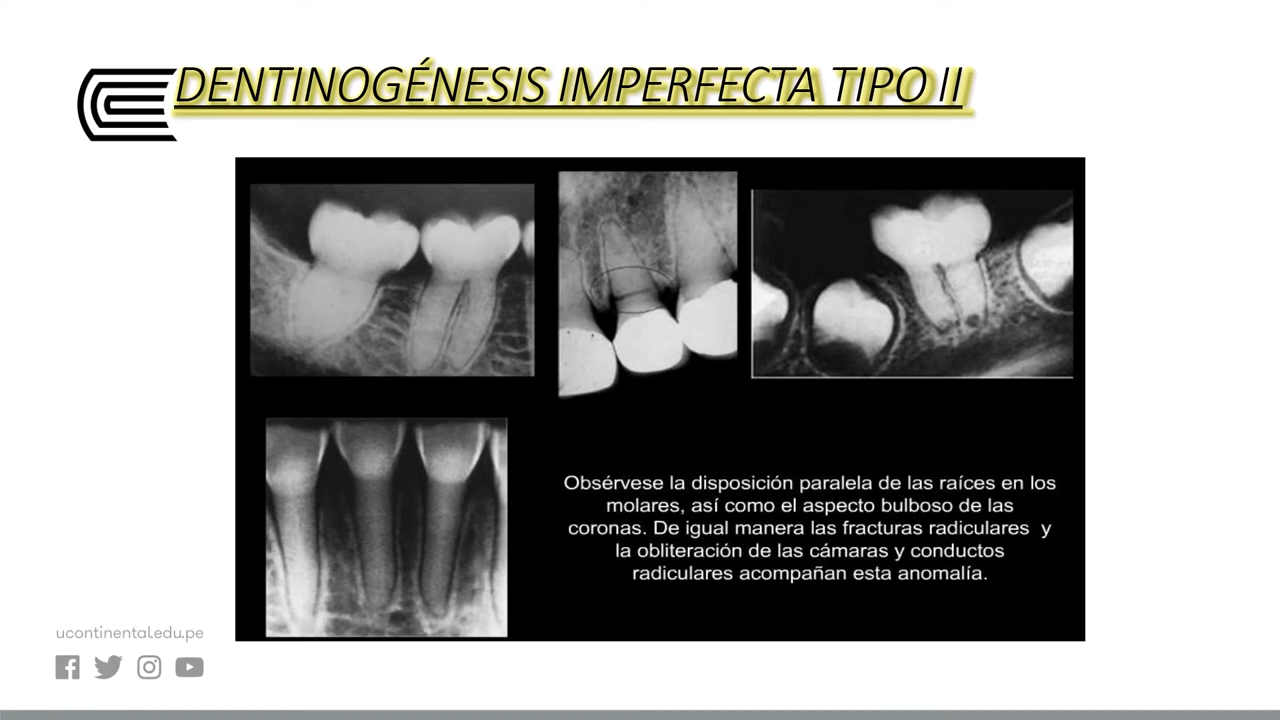 DENTINOGÉNESIS IMPERFECTA TIPO II
Obsérvese la disposición paralela de las raíces en los
molares, así como el aspecto bulboso de las
coronas. De igual manera las fracturas radiculares y
la obliteración de las cámaras y conductos
radiculares acompañan esta anomalía.
ucontinental.edu.pe